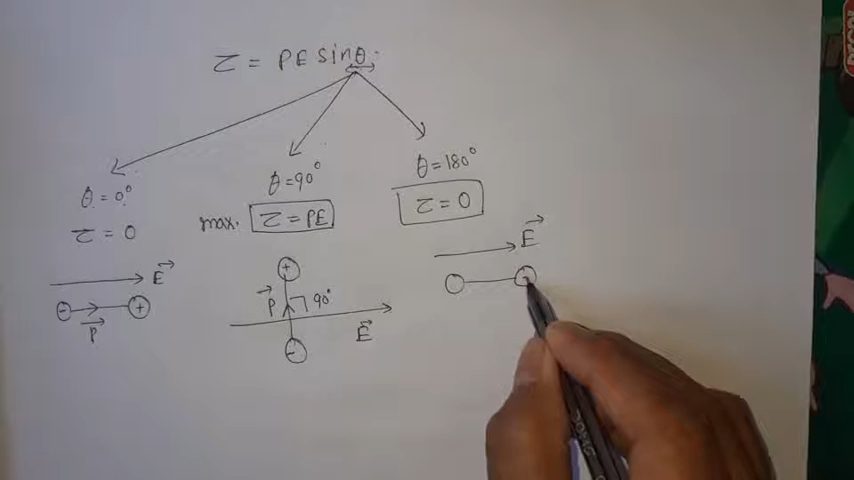 τ = PE sinθ.
θ = 0°
θ = 90°
θ = 180°
τ = 0
max. τ = PE
τ = 0
E→
- +
P→
+
P→ 90°
E→
-
E→